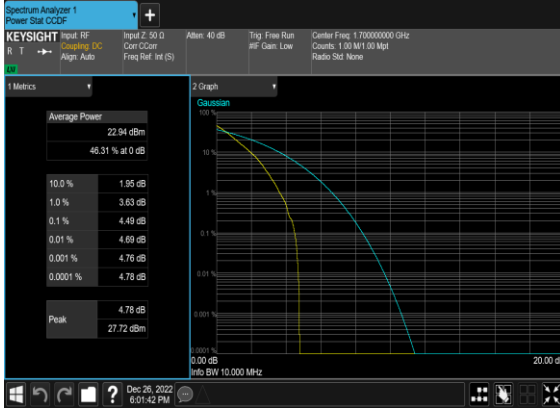 Spectrum Analyzer 1
Power Stat CCDF
+
KEYSIGHT
R T
LXI
Input: RF
Coupling: DC
Align: Auto
Input Z: 50 Ω
Corr CCorr
Freq Ref: Int (S)
Atten: 40 dB
Trig: Free Run
#IF Gain: Low
Center Freq: 1.700000000 GHz
Counts: 1.00 M/1.00 Mpt
Radio Std: None
1 Metrics
Average Power
22.94 dBm
46.31 % at 0 dB
10.0 % 1.95 dB
1.0 % 3.63 dB
0.1 % 4.49 dB
0.01 % 4.69 dB
0.001 % 4.76 dB
0.0001 % 4.78 dB
Peak
4.78 dB
27.72 dBm
2 Graph
Gaussian
100 %
10 %
1 %
0.1 %
0.01 %
0.001 %
0.0001 %
0.00 dB
20.00 d
Info BW 10.000 MHz
?
Dec 26, 2022
6:01:42 PM